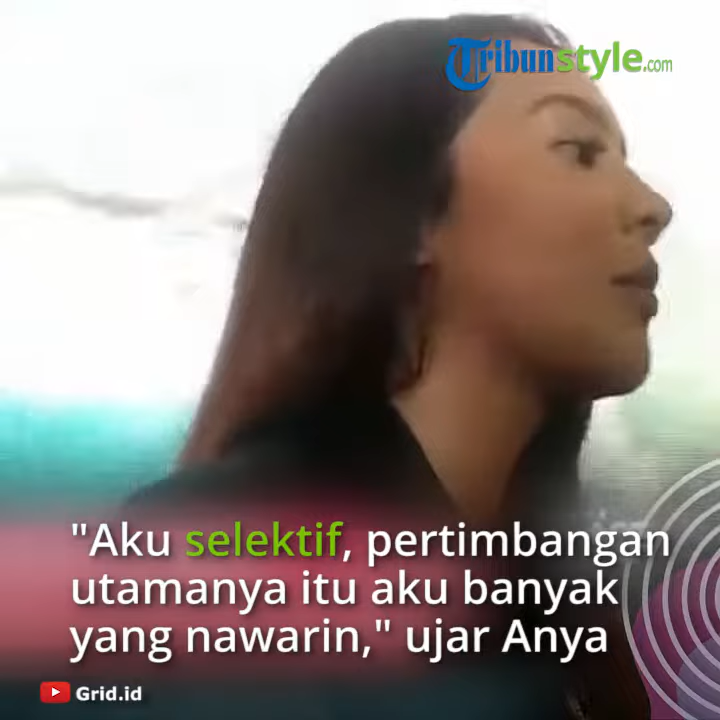 Tribunstyle.com
"Aku selektif, pertimbangan
utamanya itu aku banyak
yang nawarin," ujar Anya
Grid.id